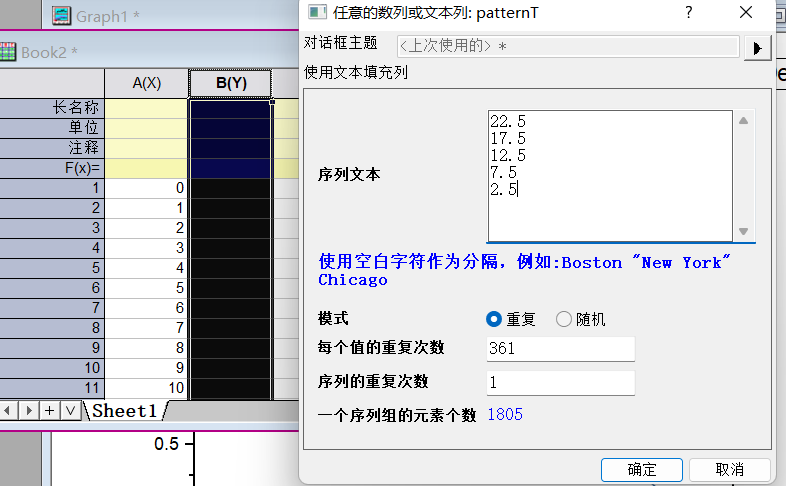 Graph1 *
Book2 *
A(X) B(Y)
长名称
单位
注释
F(x)=
1 0
2 1
3 2
4 3
5 4
6 5
7 6
8 7
9 8
10 9
11 10
Sheet1
0.5
任意的数列或文本列: patternT
? ×
对话框主题 <上次使用的> *
使用文本填充列
序列文本
22.5
17.5
12.5
7.5
2.5
使用空白字符作为分隔，例如:Boston "New York"
Chicago
模式 重复 随机
每个值的重复次数 361
序列的重复次数 1
一个序列组的元素个数 1805
确定 取消